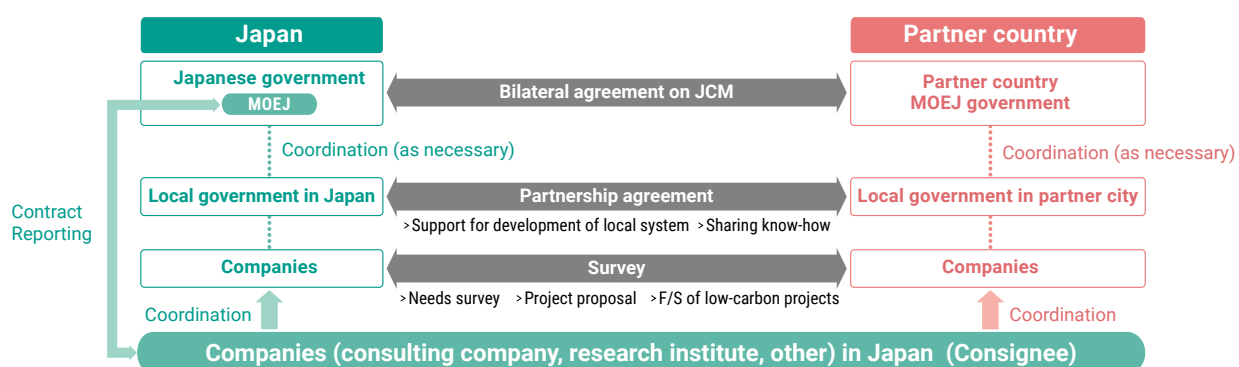 Japan
Partner country
Japanese government
MOEJ
Bilateral agreement on JCM
Partner country
MOEJ government
Coordination (as necessary)
Coordination (as necessary)
Local government in Japan
Partnership agreement
Local government in partner city
>Support for development of local system >Sharing know-how
Contract
Reporting
Companies
Survey
Companies
>Needs survey >Project proposal >F/S of low-carbon projects
Coordination
Coordination
Companies (consulting company, research institute, other) in Japan (Consignee)